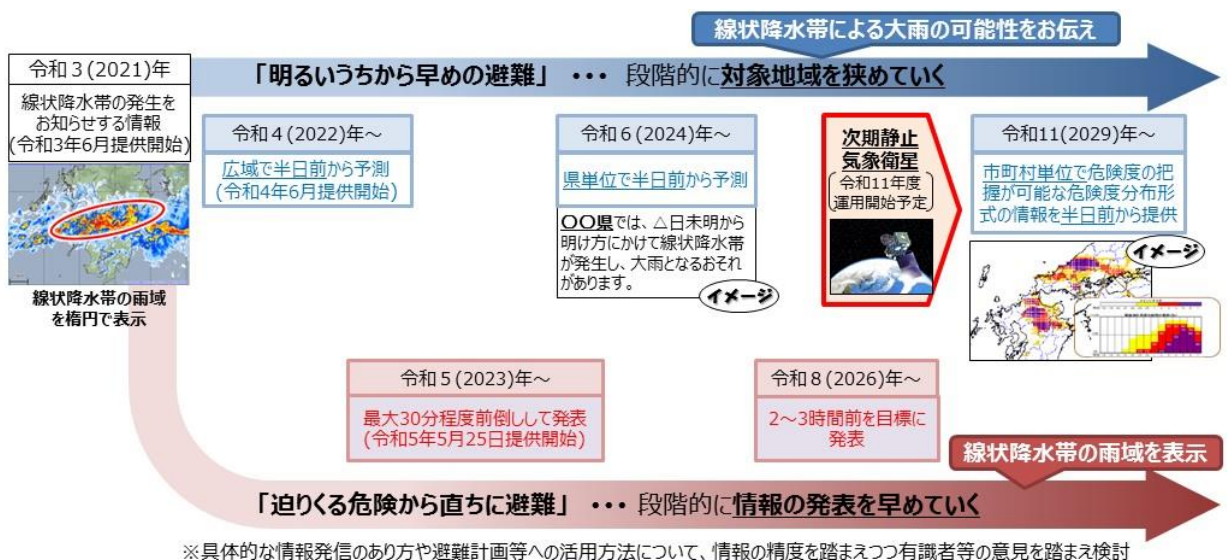 線状降水帯による大雨の可能性をお伝え
「明るいうちから早めの避難」 ・・・ 段階的に対象地域を狭めていく
令和3(2021)年
線状降水帯の発生を
お知らせする情報
(令和3年6月提供開始)
線状降水帯の雨域
を楕円で表示
令和4(2022)年～
広域で半日前から予測
(令和4年6月提供開始)
令和6(2024)年～
県単位で半日前から予測
〇〇県では、△日未明から
明け方にかけて線状降水帯
が発生し、大雨となるおそれ
があります。
イメージ
次期静止
気象衛星
令和11年度
運用開始予定
令和11(2029)年～
市町村単位で危険度の把
握が可能な危険度分布形
式の情報を半日前から提供
イメージ
令和5(2023)年～
最大30分程度前倒しして発表
(令和5年5月25日提供開始)
令和8(2026)年～
2～3時間前を目標に
発表
線状降水帯の雨域を表示
「迫りくる危険から直ちに避難」 ・・・ 段階的に情報の発表を早めていく
※具体的な情報発信のあり方や避難計画等への活用方法について、情報の精度を踏まえつつ有識者等の意見を踏まえ検討